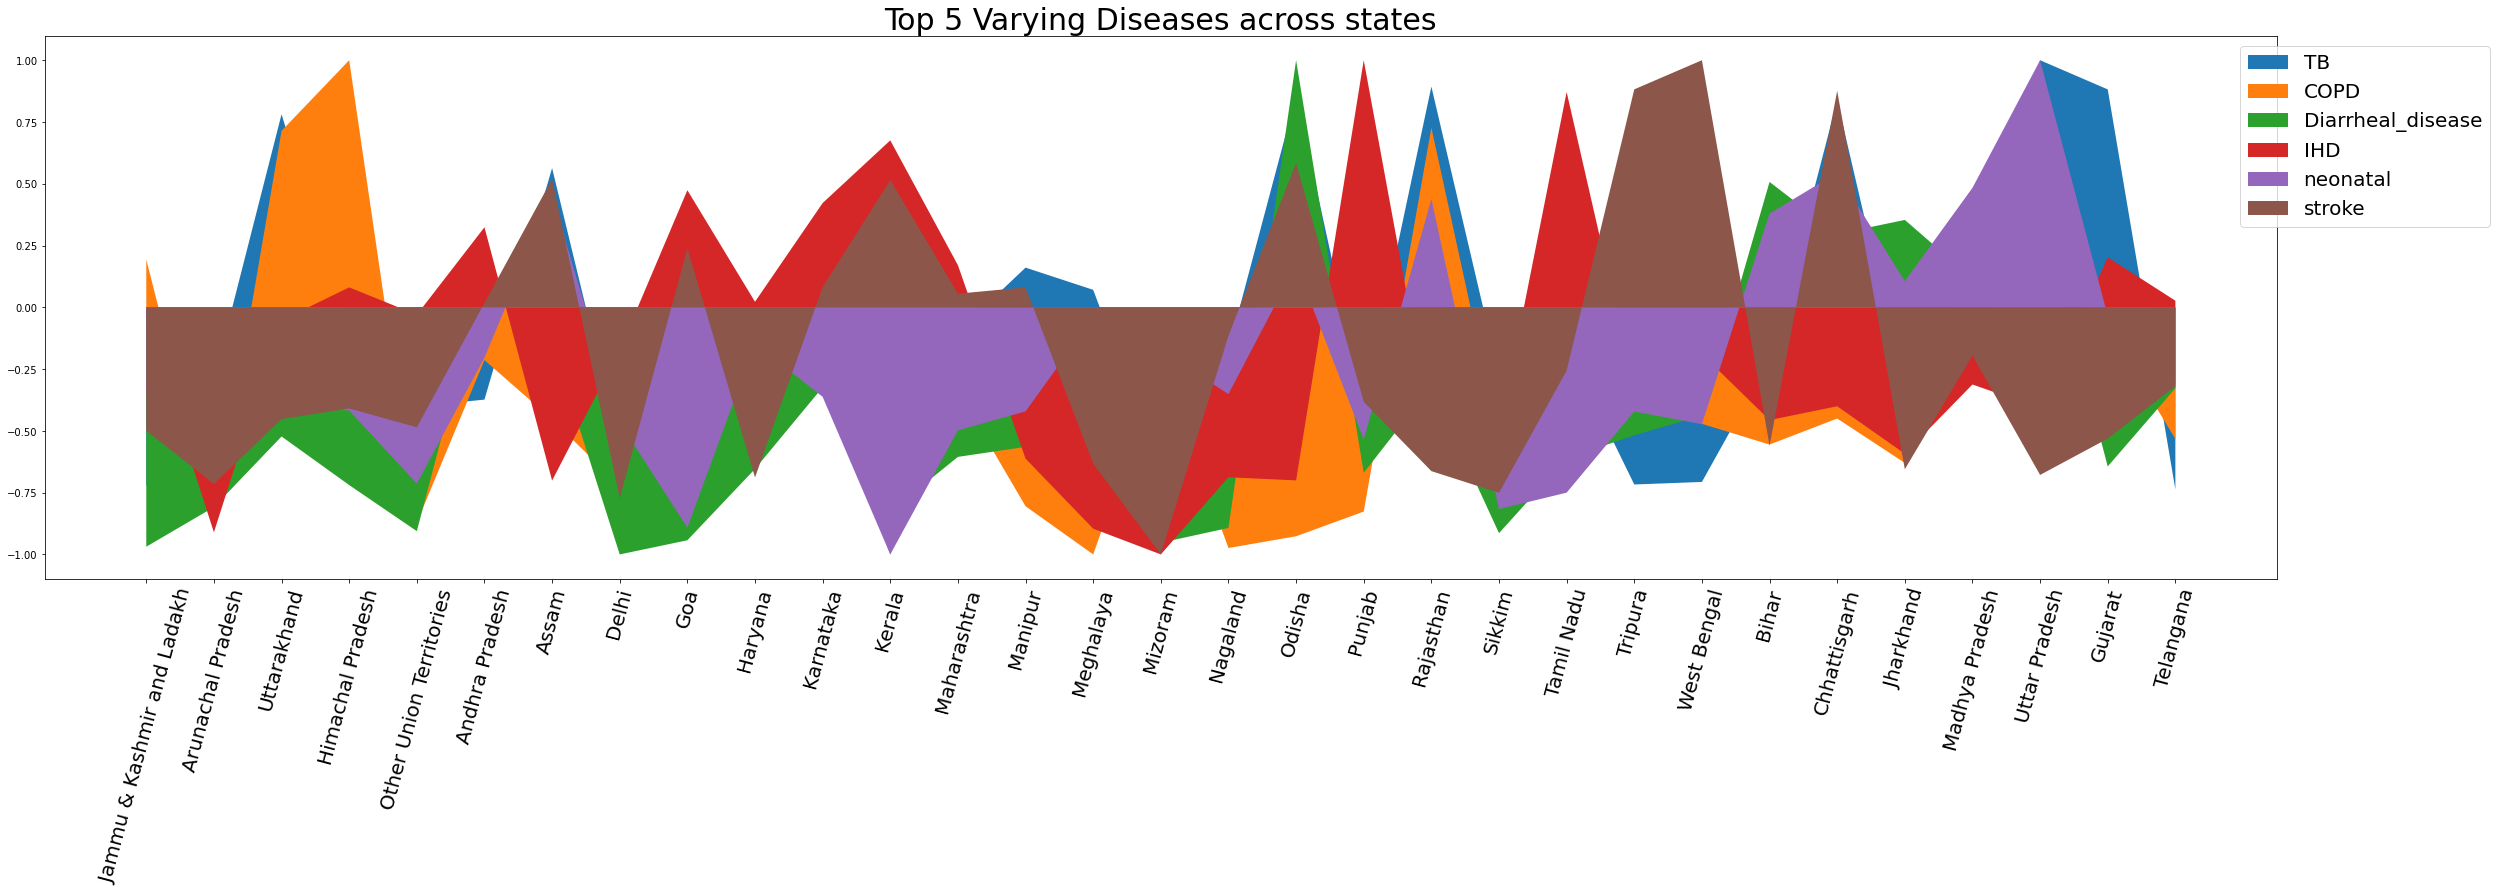 Top 5 Varying Diseases across states
1.00
0.75
0.50
0.25
0.00
−0.25
−0.50
−0.75
−1.00
TB
COPD
Diarrheal_disease
IHD
neonatal
stroke
Jammu & Kashmir and Ladakh
Arunachal Pradesh
Uttarakhand
Himachal Pradesh
Other Union Territories
Andhra Pradesh
Assam
Delhi
Goa
Haryana
Karnataka
Kerala
Maharashtra
Manipur
Meghalaya
Mizoram
Nagaland
Odisha
Punjab
Rajasthan
Sikkim
Tamil Nadu
Tripura
West Bengal
Bihar
Chhattisgarh
Jharkhand
Madhya Pradesh
Uttar Pradesh
Gujarat
Telangana